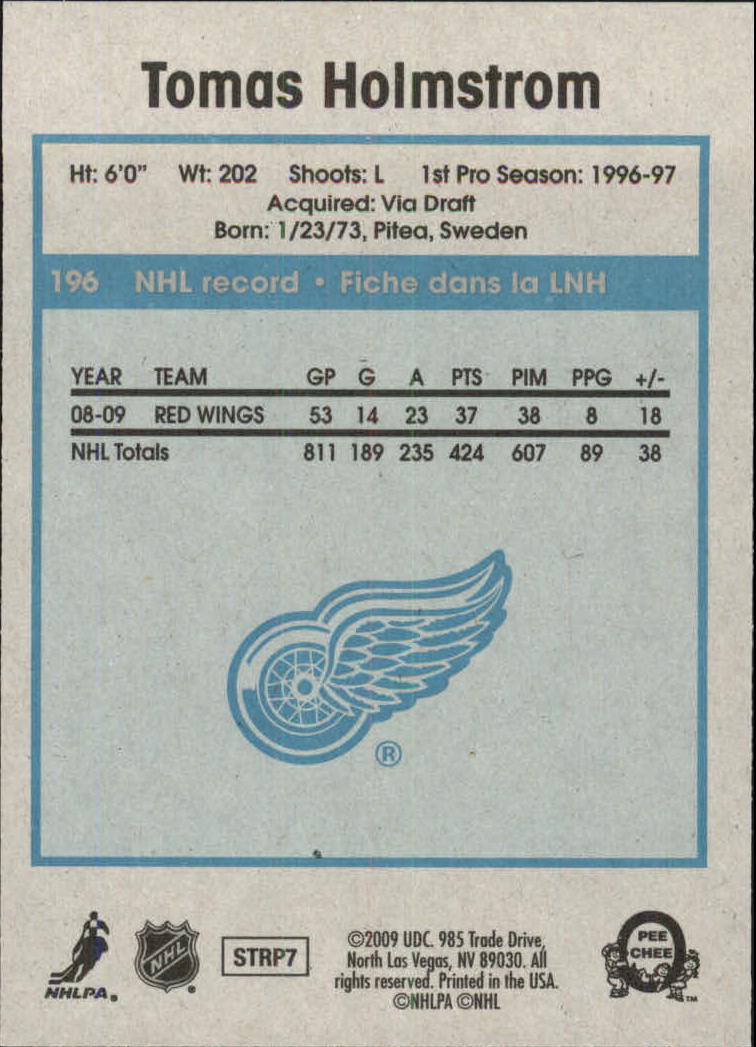 Tomas Holmstrom
Ht: 6'0" Wt: 202 Shoots: L 1st Pro Season: 1996-97
Acquired: Via Draft
Born: 1/23/73, Pitea, Sweden
196 NHL record • Fiche dans la LNH
YEAR TEAM GP G A PTS PIM PPG +/-
08-09 RED WINGS 53 14 23 37 38 8 18
NHL Totals 811 189 235 424 607 89 38
®
NHLPA®
NHL
STRP7
©2009 UDC. 985 Trade Drive,
North Las Vegas, NV 89030. All
rights reserved. Printed in the USA.
©NHLPA ©NHL
O
PEE
CHEE
TM